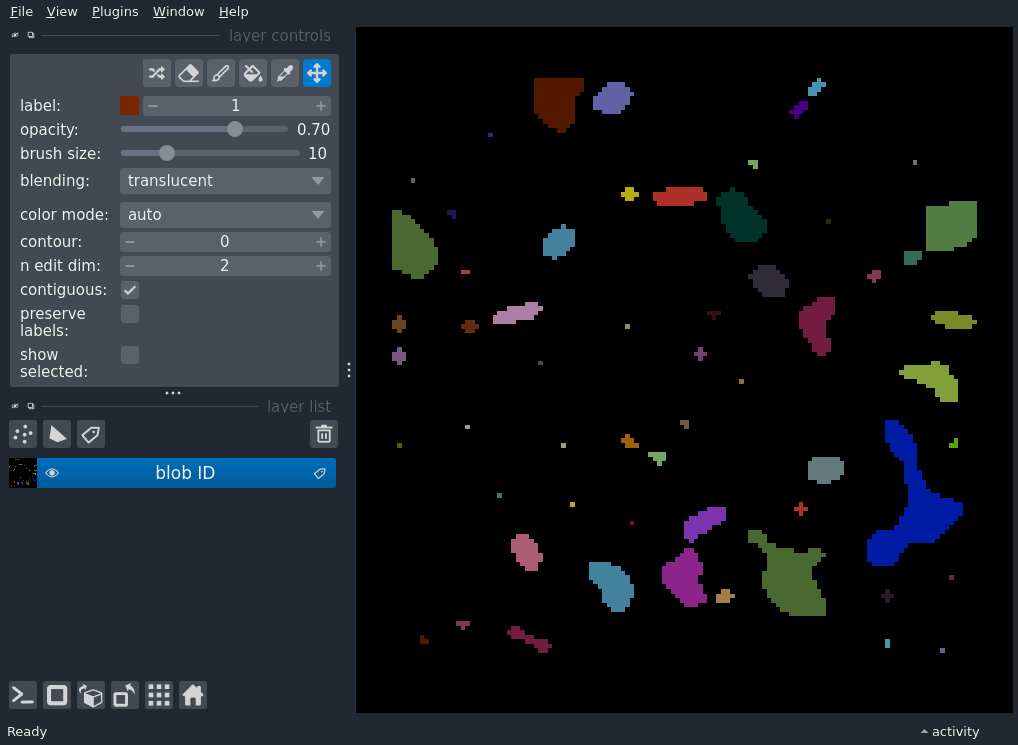 File View Plugins Window Help
layer controls
label: 1
opacity: 0.70
brush size: 10
blending: translucent
color mode: auto
contour: 0
n edit dim: 2
contiguous:
preserve
labels:
show
selected:
layer list
blob ID
Ready
activity